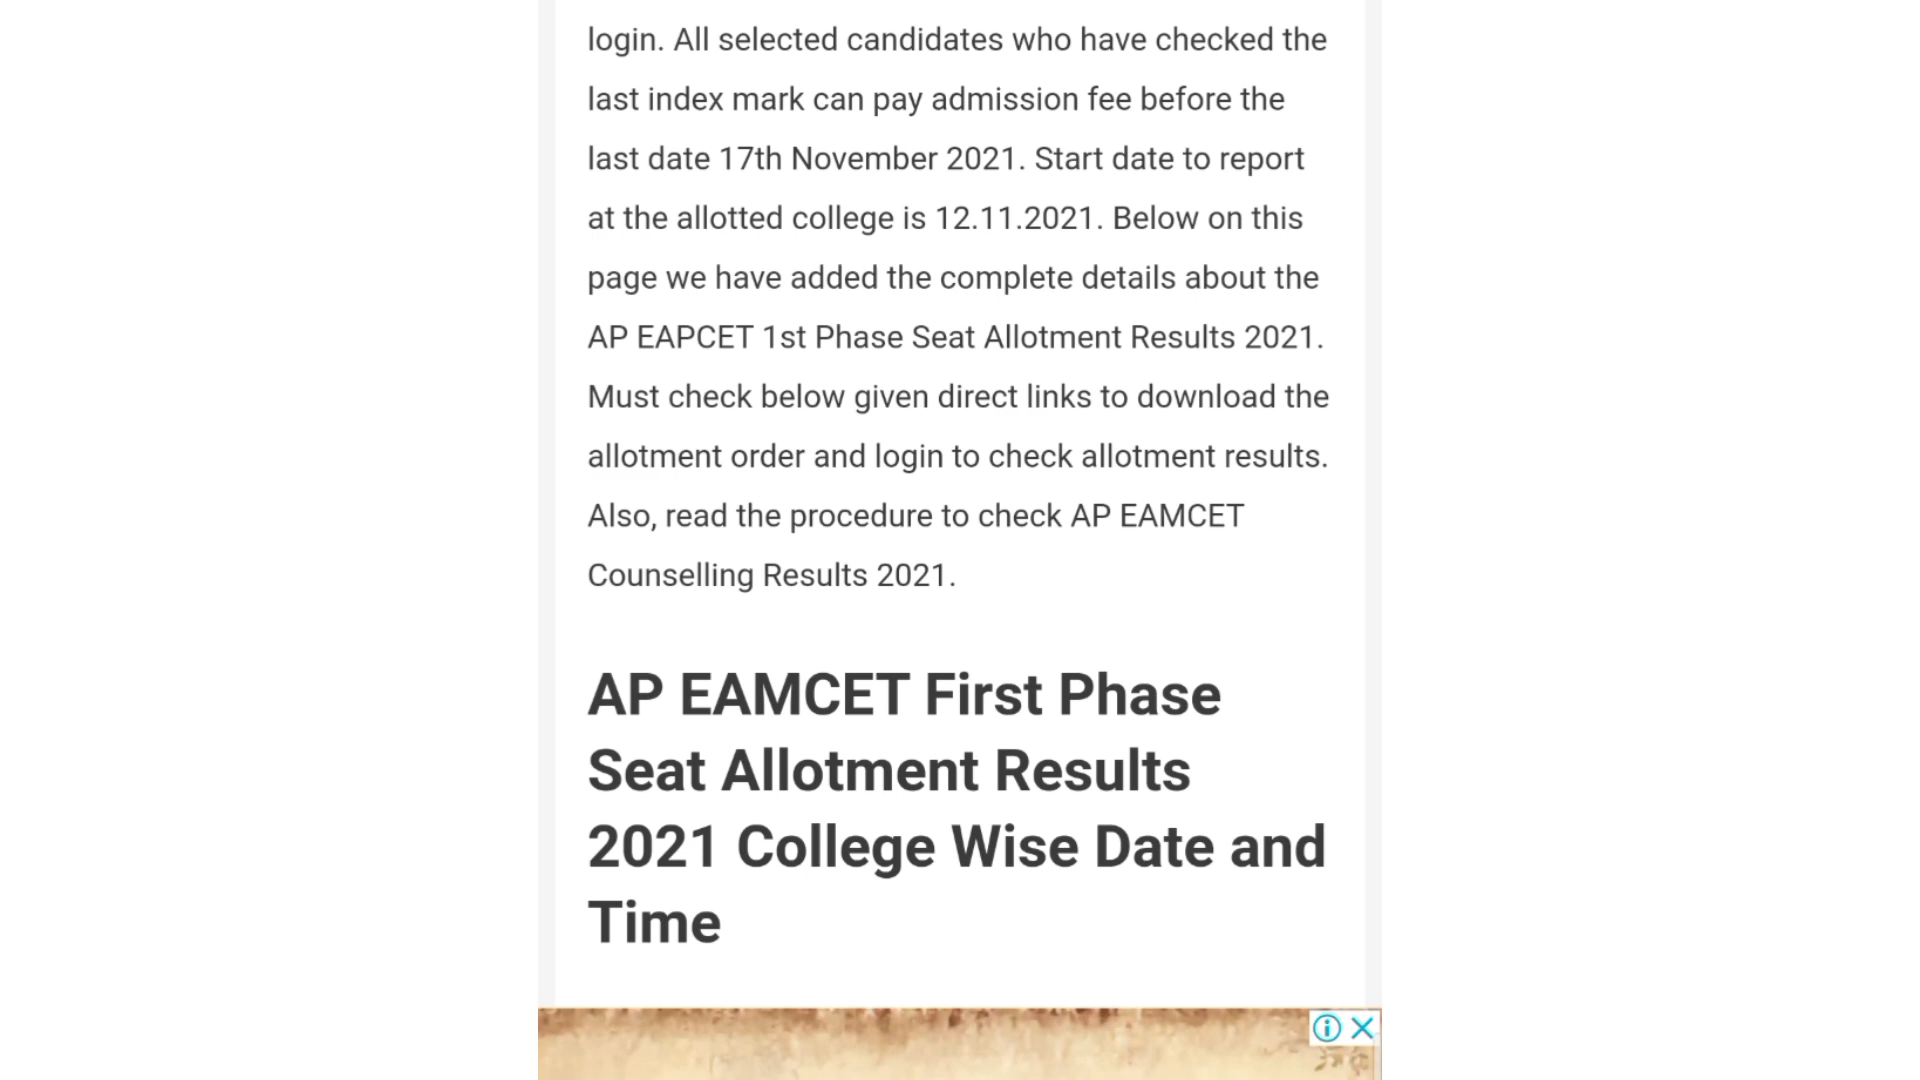 login. All selected candidates who have checked the
last index mark can pay admission fee before the
last date 17th November 2021. Start date to report
at the allotted college is 12.11.2021. Below on this
page we have added the complete details about the
AP EAPCET 1st Phase Seat Allotment Results 2021.
Must check below given direct links to download the
allotment order and login to check allotment results.
Also, read the procedure to check AP EAMCET
Counselling Results 2021.
AP EAMCET First Phase
Seat Allotment Results
2021 College Wise Date and
Time